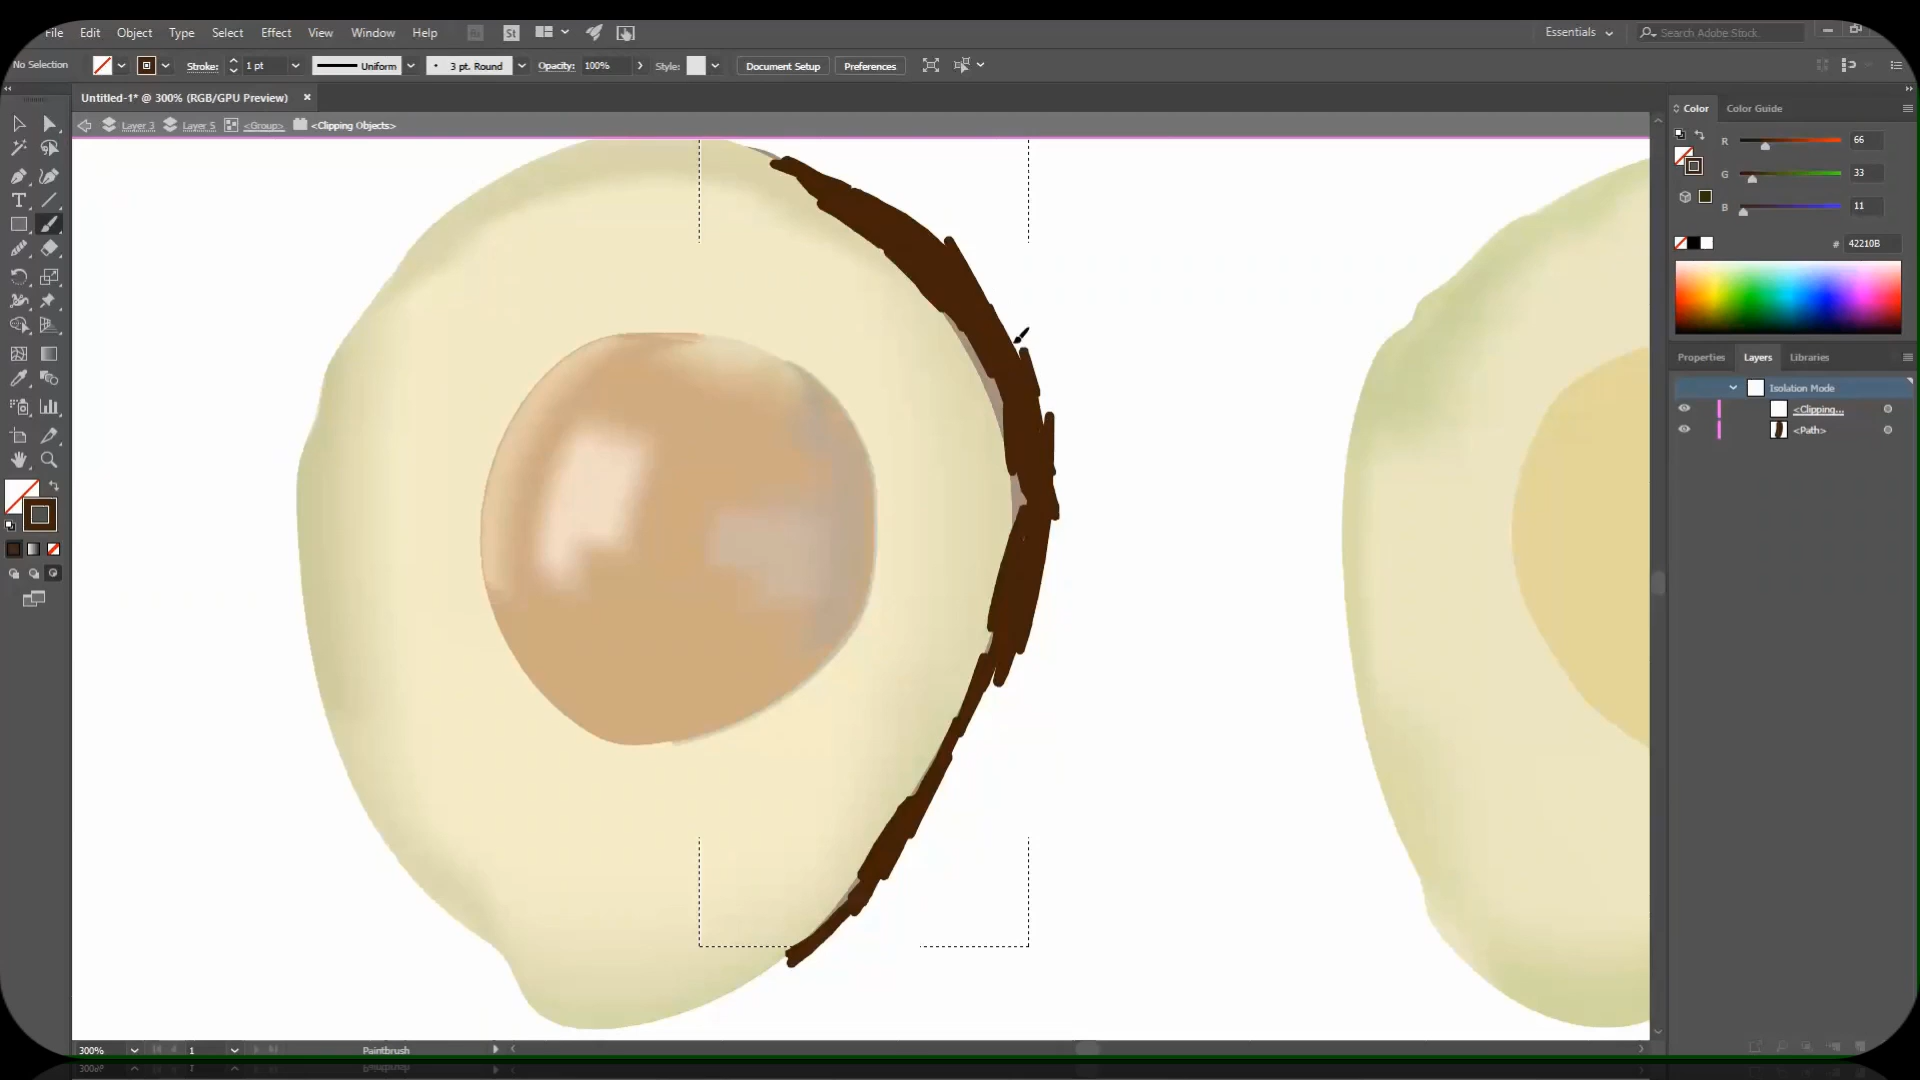 File Edit Object Type Select Effect View Window Help St Essentials Search Adobe Stock
No Selection Stroke: 1 pt Uniform 3 pt. Round Opacity: 100% Style: Document Setup Preferences
Untitled-1* @ 300% (RGB/GPU Preview) ×
Layer 3 Layer 5 <Group> <Clipping Objects>
Color Color Guide
R 66
G 33
B 11
# 42210B
Properties Layers Libraries
Isolation Mode
<Clipping...
<Path>
300% 1 Paintbrush